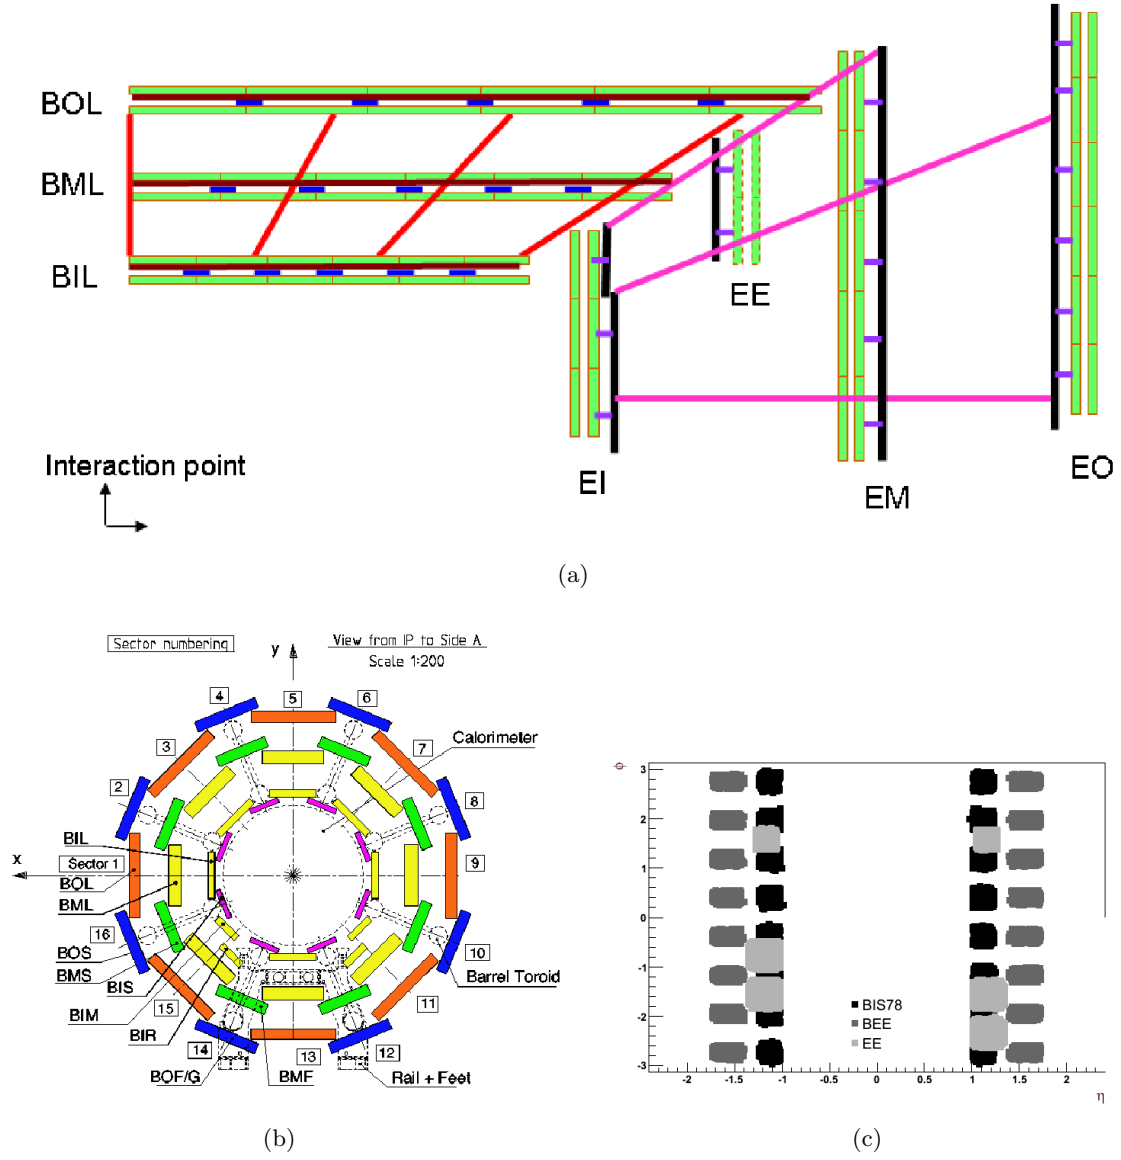 BOL
BML
BIL
EE
EI
EM
EO
Interaction point
(a)
Sector numbering
y
View from IP to Side A
Scale 1:200
4
5
6
3
7
Calorimeter
2
8
BIL
x
Sector 1
9
BOL
BML
16
10
BOS
BMS
Barrel Toroid
BIS
15
11
BIM
BIR
14
13
12
BOF/G
BMF
Rail + Feet
(b)
ϕ
3
2
1
0
-1
-2
-3
BIS78
BEE
EE
-2
-1.5
-1
-0.5
0
0.5
1
1.5
2
η
(c)